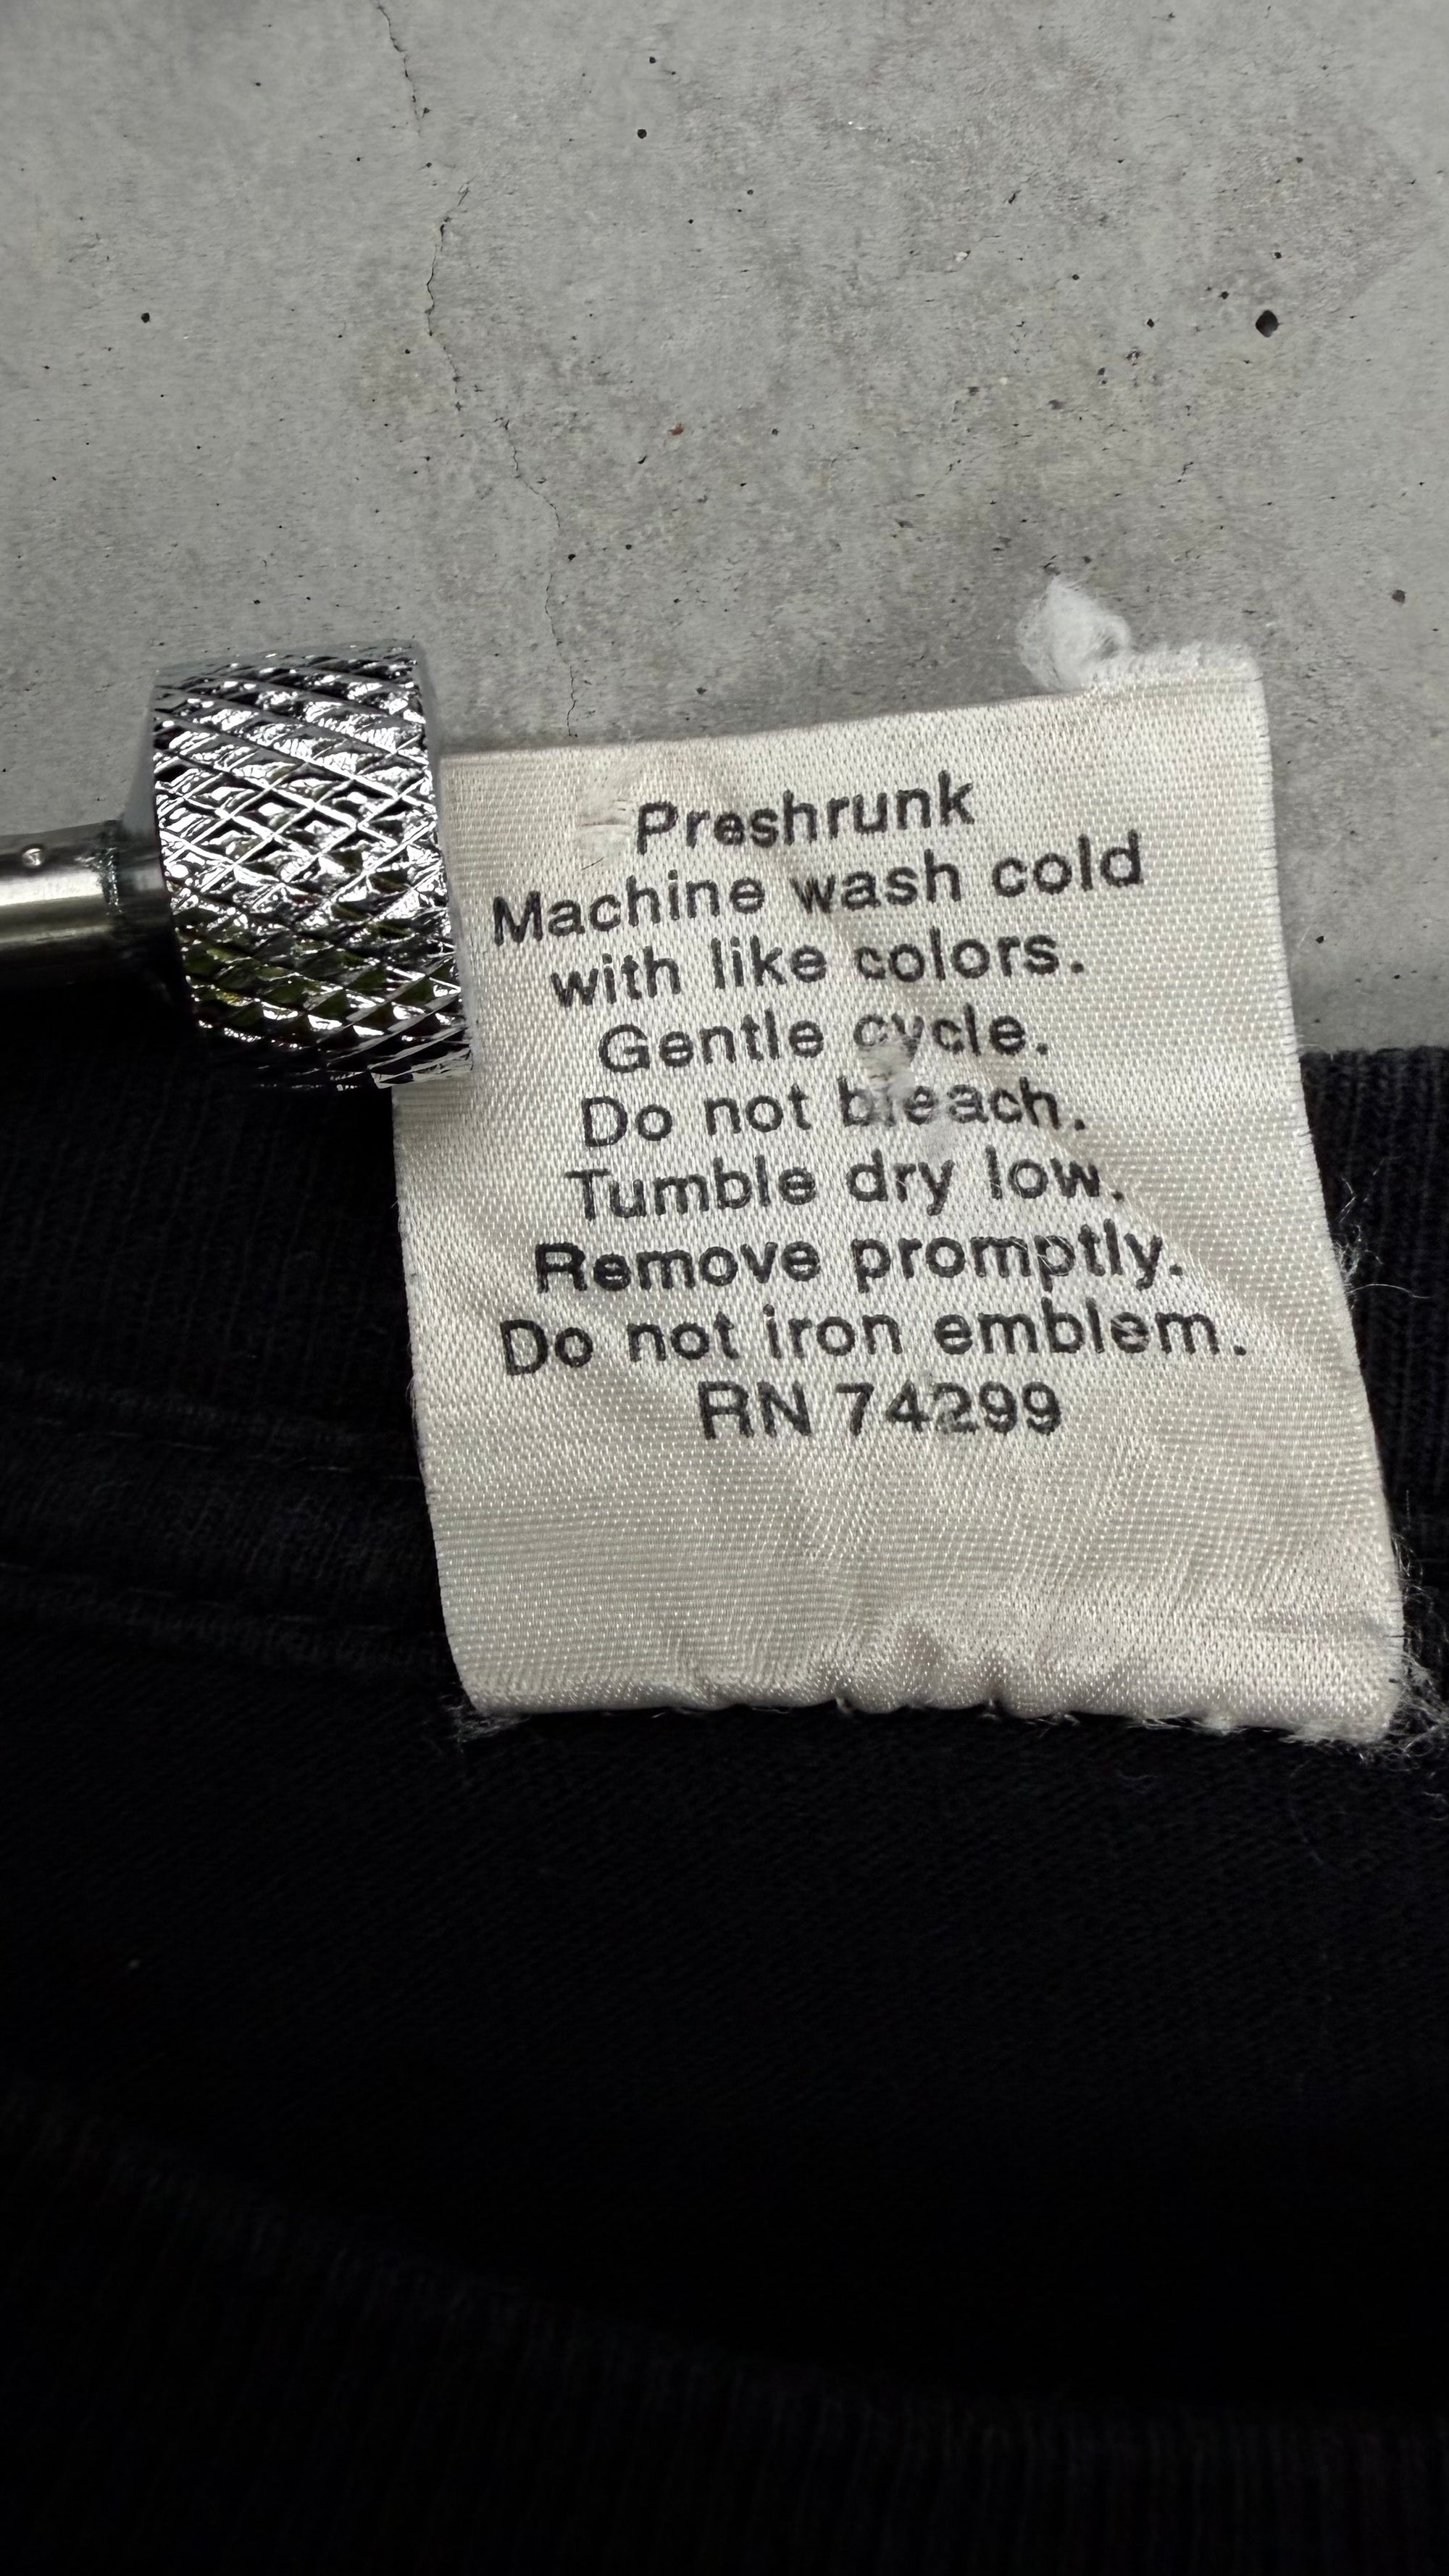 Preshrunk
Machine wash cold
with like colors.
Gentle cycle.
Do not bleach.
Tumble dry low.
Remove promptly.
Do not iron emblem.
RN 74299